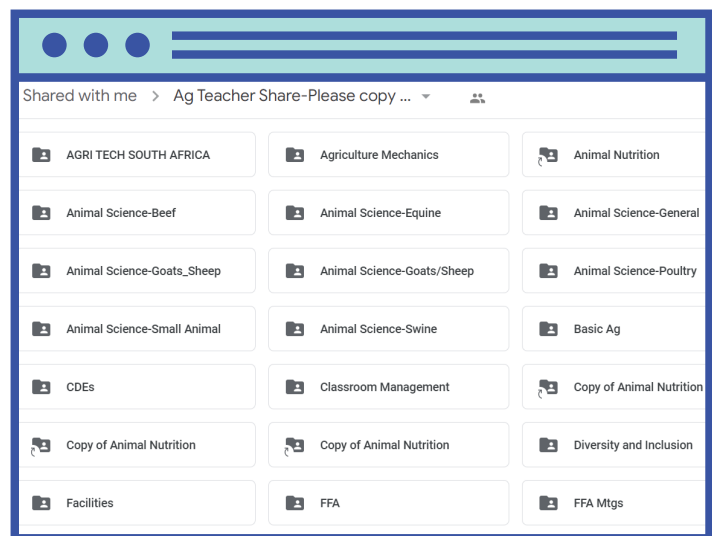 Shared with me > Ag Teacher Share-Please copy ...
AGRI TECH SOUTH AFRICA
Agriculture Mechanics
Animal Nutrition
Animal Science-Beef
Animal Science-Equine
Animal Science-General
Animal Science-Goats_Sheep
Animal Science-Goats/Sheep
Animal Science-Poultry
Animal Science-Small Animal
Animal Science-Swine
Basic Ag
CDEs
Classroom Management
Copy of Animal Nutrition
Copy of Animal Nutrition
Copy of Animal Nutrition
Diversity and Inclusion
Facilities
FFA
FFA Mtgs